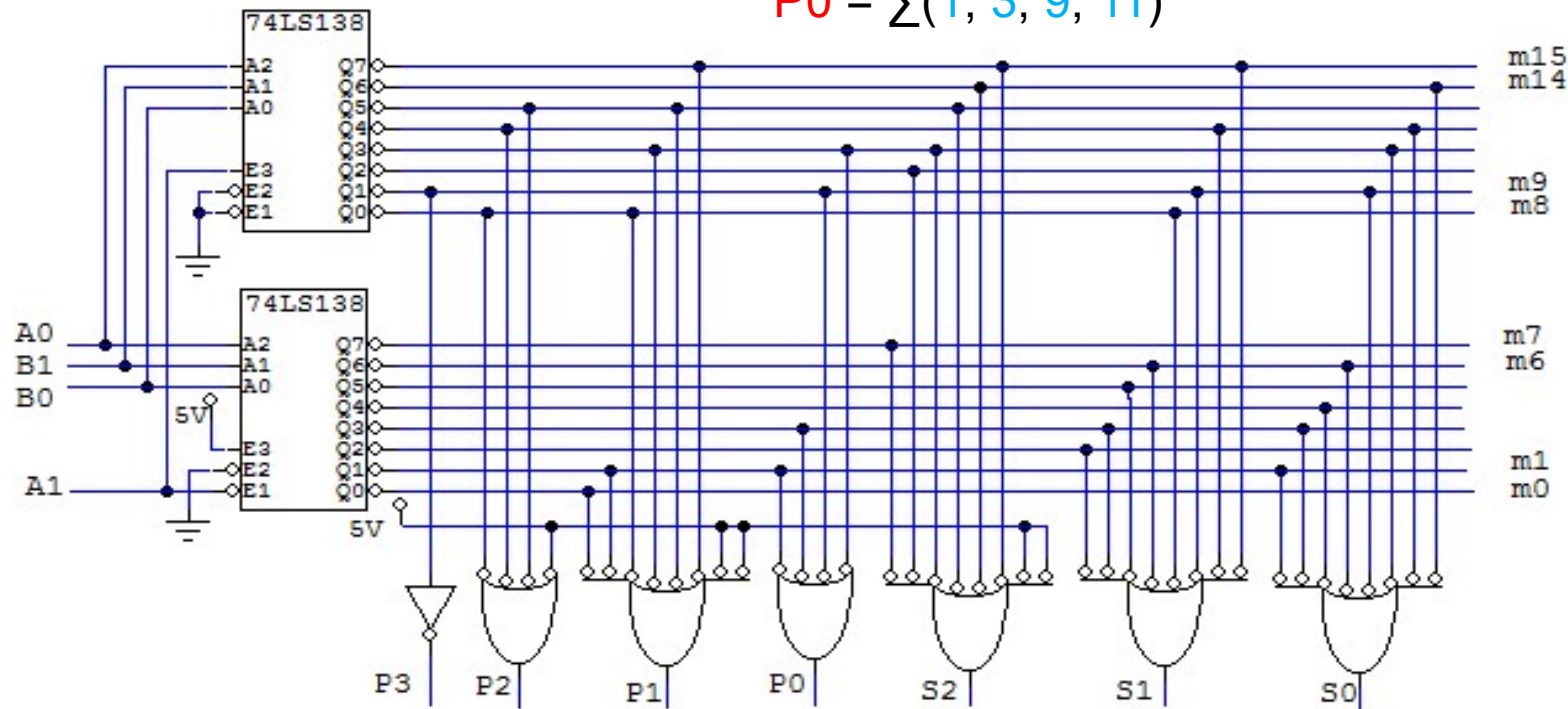 P0 = ∑(1, 3, 9, 11)
74LS138
A2 Q7 m15
A1 Q6 m14
A0 Q5
Q4
Q3
E3 Q2
E2 Q1 m9
E1 Q0 m8
74LS138
A0 A2 Q7 m7
B1 A1 Q6 m6
B0 A0 Q5
5V Q4
Q3
E3 Q2
E2 Q1 m1
A1 E1 Q0 m0
5V
P3 P2 P1 P0 S2 S1 S0